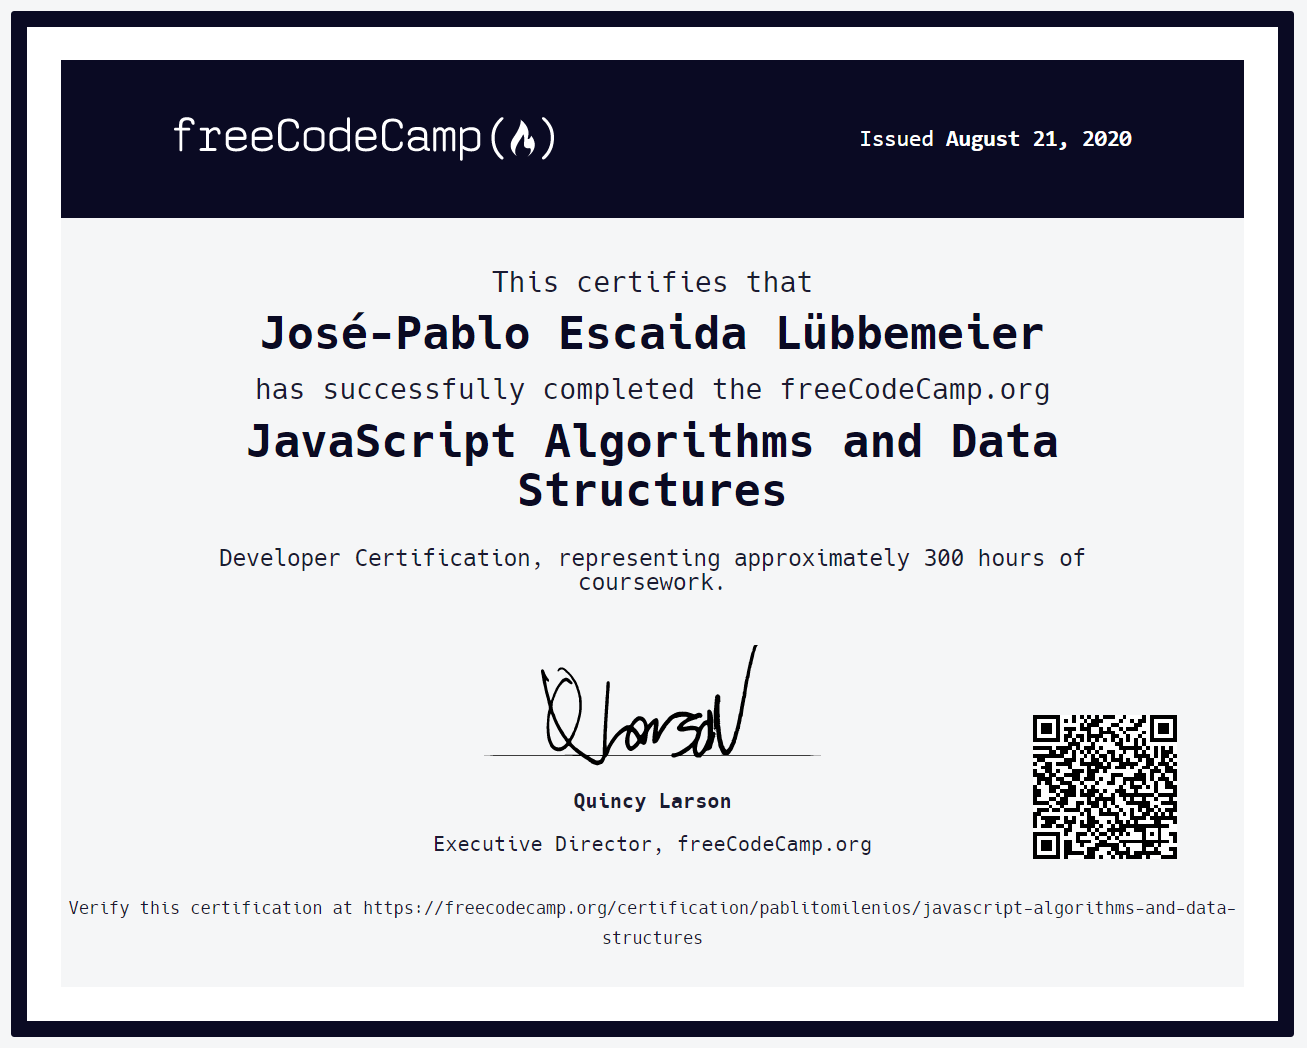 freeCodeCamp()
Issued August 21, 2020
This certifies that
José-Pablo Escaida Lübbemeier
has successfully completed the freeCodeCamp.org
JavaScript Algorithms and Data
Structures
Developer Certification, representing approximately 300 hours of
coursework.
Q Larson
Quincy Larson
Executive Director, freeCodeCamp.org
Verify this certification at https://freecodecamp.org/certification/pablitomilenios/javascript-algorithms-and-data-
structures